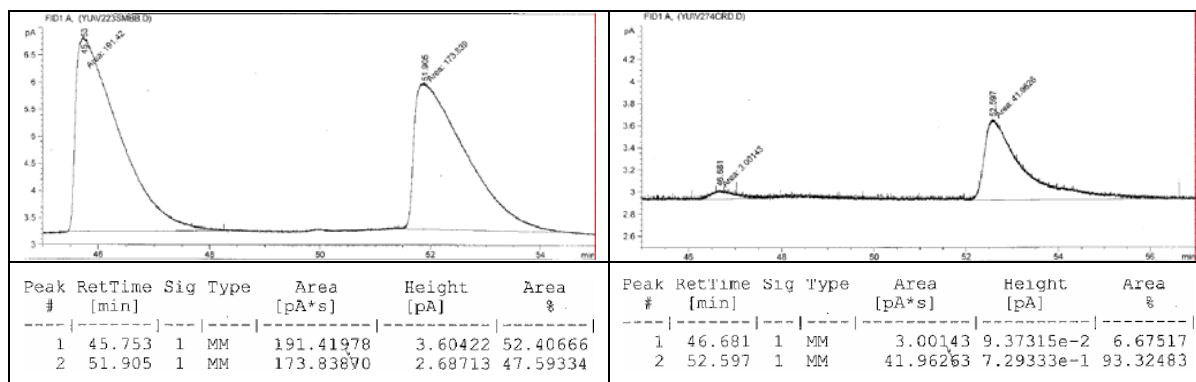 FID1 A, (YUIV223SMBB.D)
pA
6.5
6
5.5
5
4.5
4
3.5
3
45.753
Area: 191.42
51.905
Area: 173.839
46
48
50
52
54
min
Peak RetTime Sig Type Area Height Area
# [min] [pA*s] [pA] %
1 45.753 1 MM 191.41978 3.60422 52.40666
2 51.905 1 MM 173.83870 2.68713 47.59334
FID1 A, (YUIV274CRD.D)
pA
4.2
4
3.8
3.6
3.4
3.2
3
2.8
2.6
46.681
Area: 3.00143
52.597
Area: 41.9626
46
48
50
52
54
56
min
Peak RetTime Sig Type Area Height Area
# [min] [pA*s] [pA] %
1 46.681 1 MM 3.00143 9.37315e-2 6.67517
2 52.597 1 MM 41.96263 7.29333e-1 93.32483